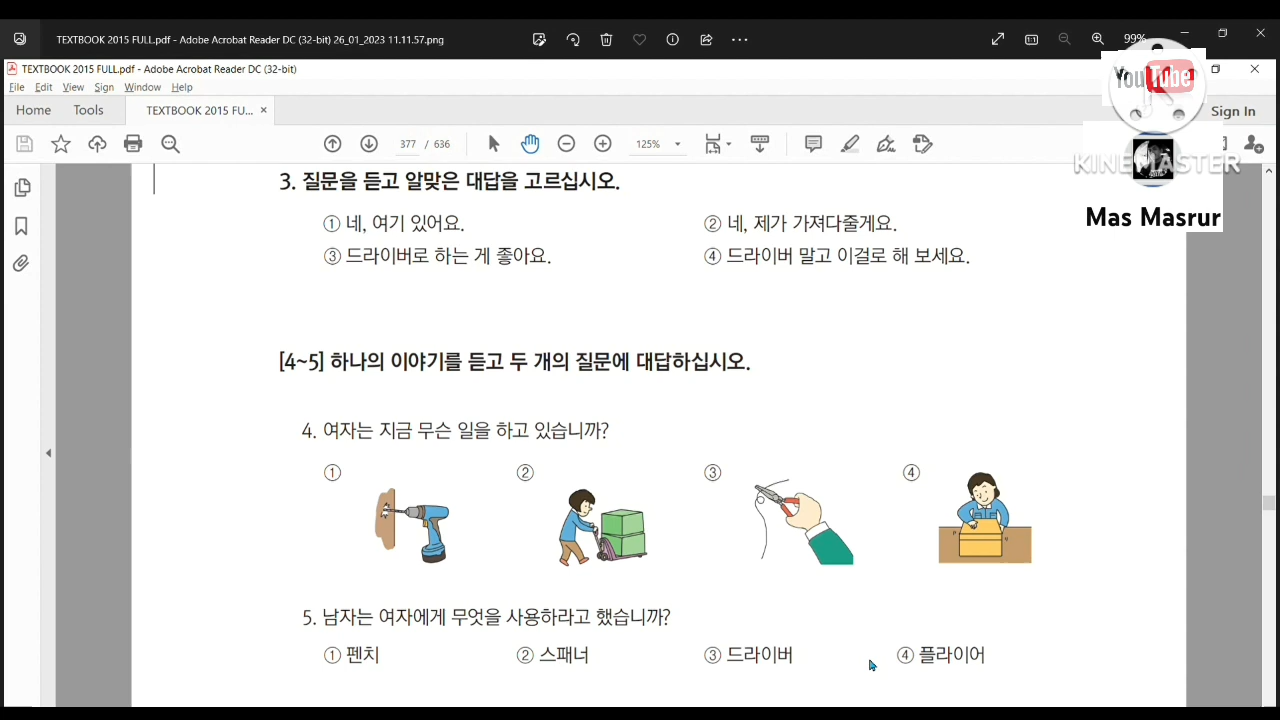 TEXTBOOK 2015 FULL.pdf - Adobe Acrobat Reader DC (32-bit) 26_01_2023 11.11.57.png
99%
TEXTBOOK 2015 FULL.pdf - Adobe Acrobat Reader DC (32-bit)
File Edit View Sign Window Help
YouTube
Home Tools TEXTBOOK 2015 FU... × Sign In
377 / 636 125%
KINEMASTER
Mas Masrur
3. 질문을 듣고 알맞은 대답을 고르십시오.
① 네, 여기 있어요. ② 네, 제가 가져다줄게요.
③ 드라이버로 하는 게 좋아요. ④ 드라이버 말고 이걸로 해 보세요.
[4~5] 하나의 이야기를 듣고 두 개의 질문에 대답하십시오.
4. 여자는 지금 무슨 일을 하고 있습니까?
① ② ③ ④
5. 남자는 여자에게 무엇을 사용하라고 했습니까?
① 펜치 ② 스패너 ③ 드라이버 ④ 플라이어